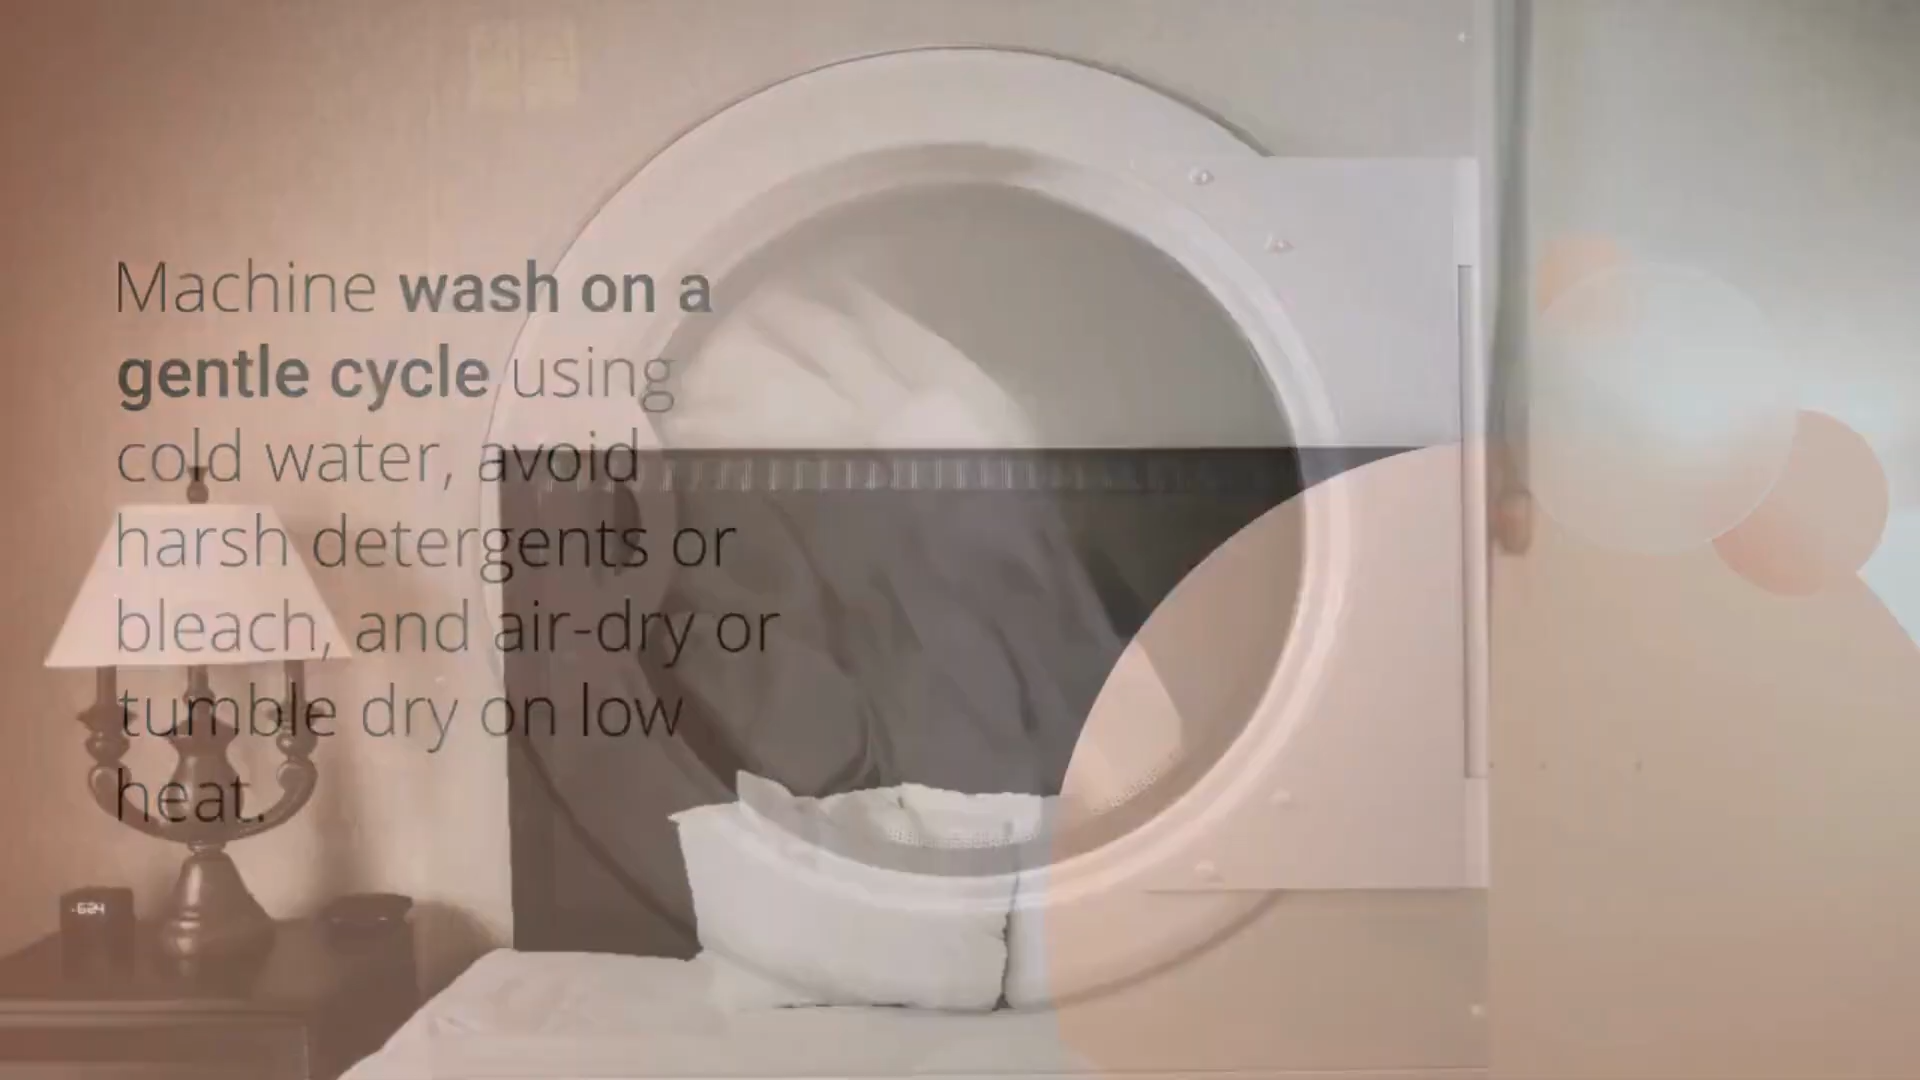 Machine wash on a
gentle cycle using
cold water, avoid
harsh detergents or
bleach, and air-dry or
tumble dry on low
heat.
624